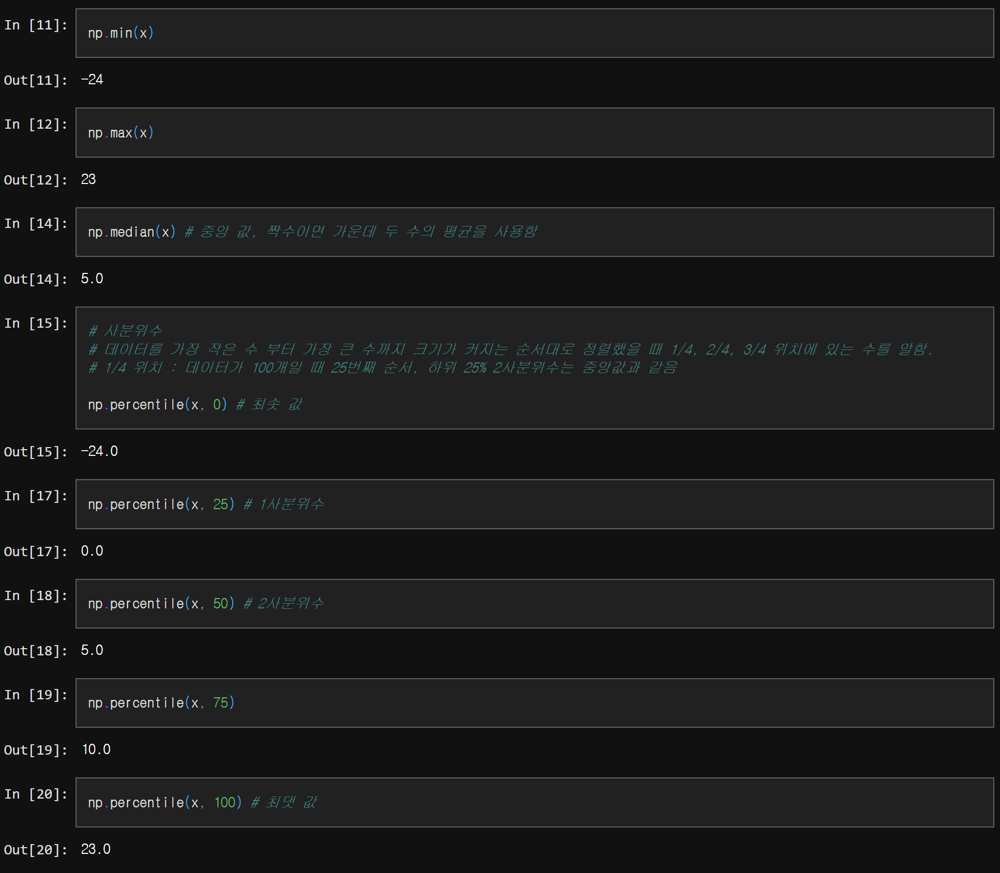 In [11]: np.min(x)
Out[11]: -24
In [12]: np.max(x)
Out[12]: 23
In [14]: np.median(x) # 중앙 값, 짝수이면 가운데 두 수의 평균을 사용함
Out[14]: 5.0
In [15]: # 사분위수
# 데이터를 가장 작은 수 부터 가장 큰 수까지 크기가 커지는 순서대로 정렬했을 때 1/4, 2/4, 3/4 위치에 있는 수를 말함.
# 1/4 위치 : 데이터가 100개일 때 25번째 순서, 하위 25% 2사분위수는 중앙값과 같음
np.percentile(x, 0) # 최솟 값
Out[15]: -24.0
In [17]: np.percentile(x, 25) # 1사분위수
Out[17]: 0.0
In [18]: np.percentile(x, 50) # 2사분위수
Out[18]: 5.0
In [19]: np.percentile(x, 75)
Out[19]: 10.0
In [20]: np.percentile(x, 100) # 최댓 값
Out[20]: 23.0